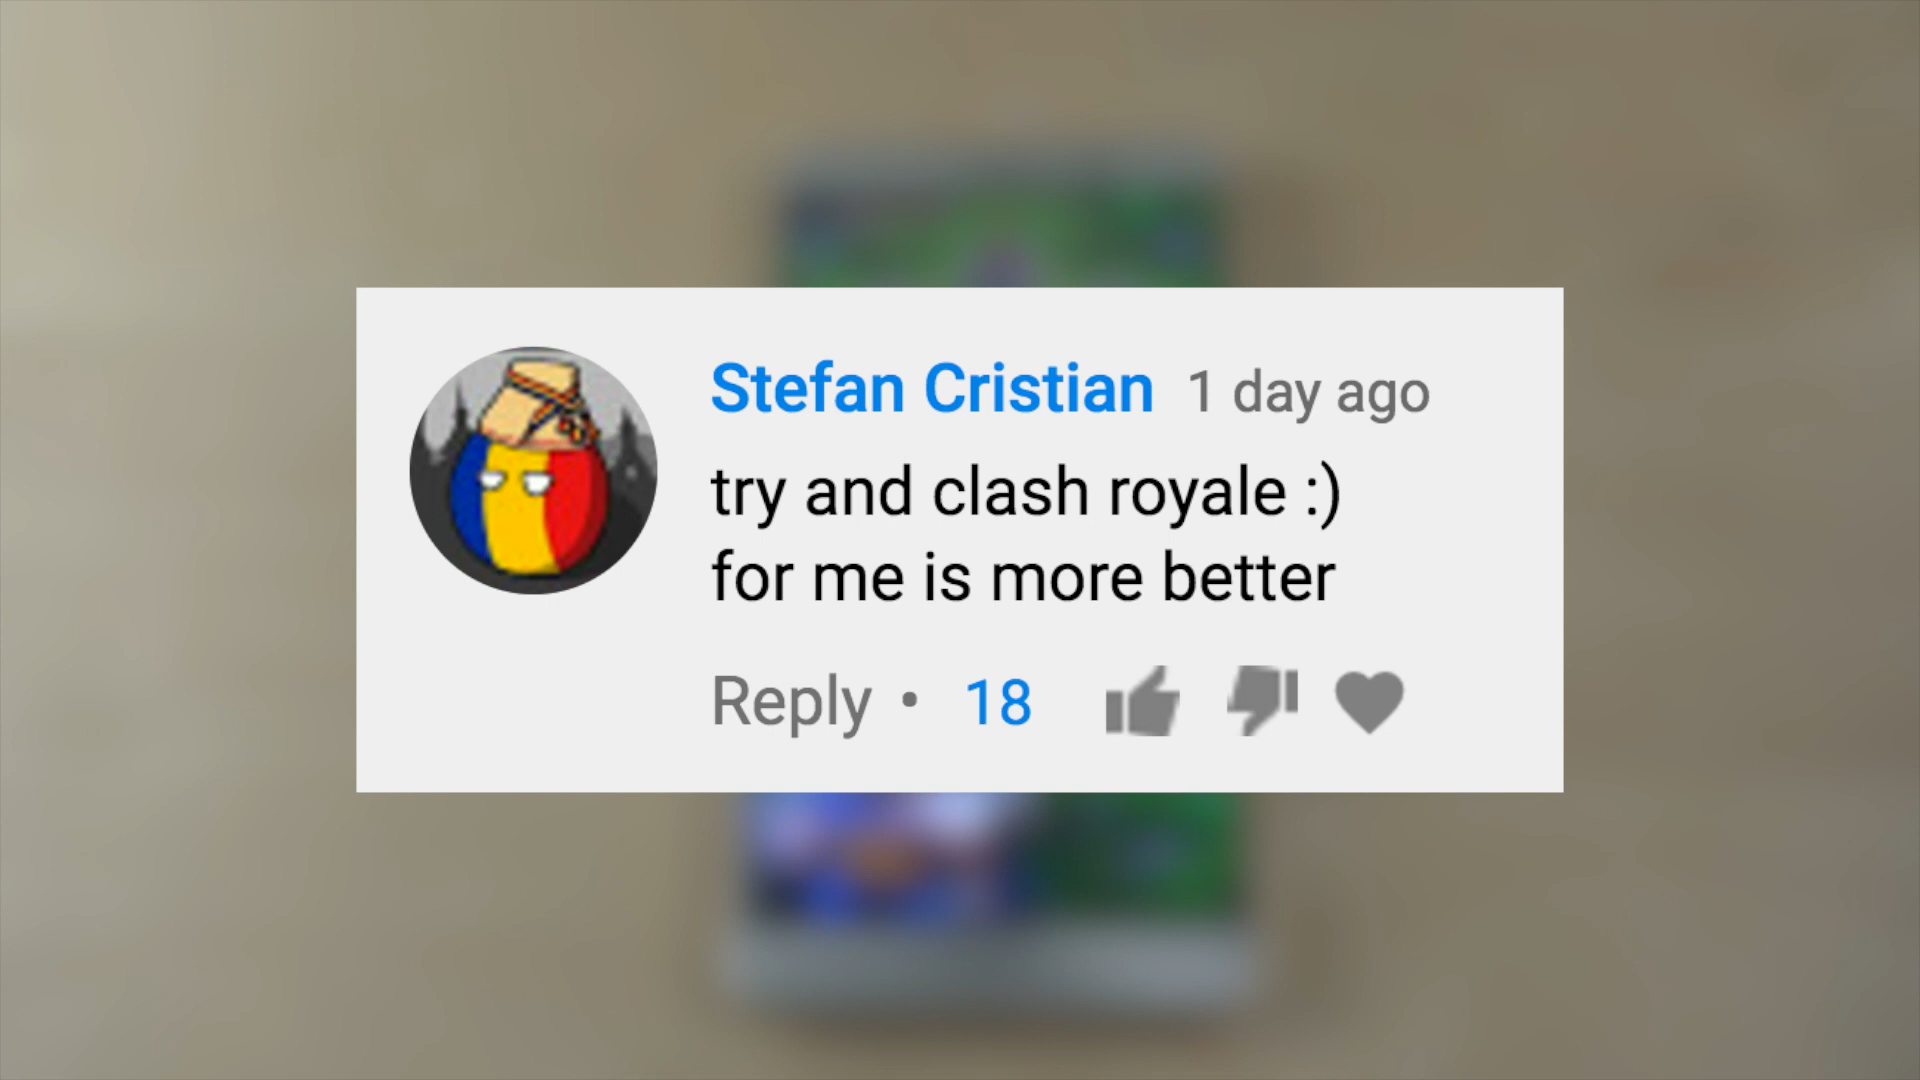 Stefan Cristian 1 day ago
try and clash royale :)
for me is more better
Reply • 18